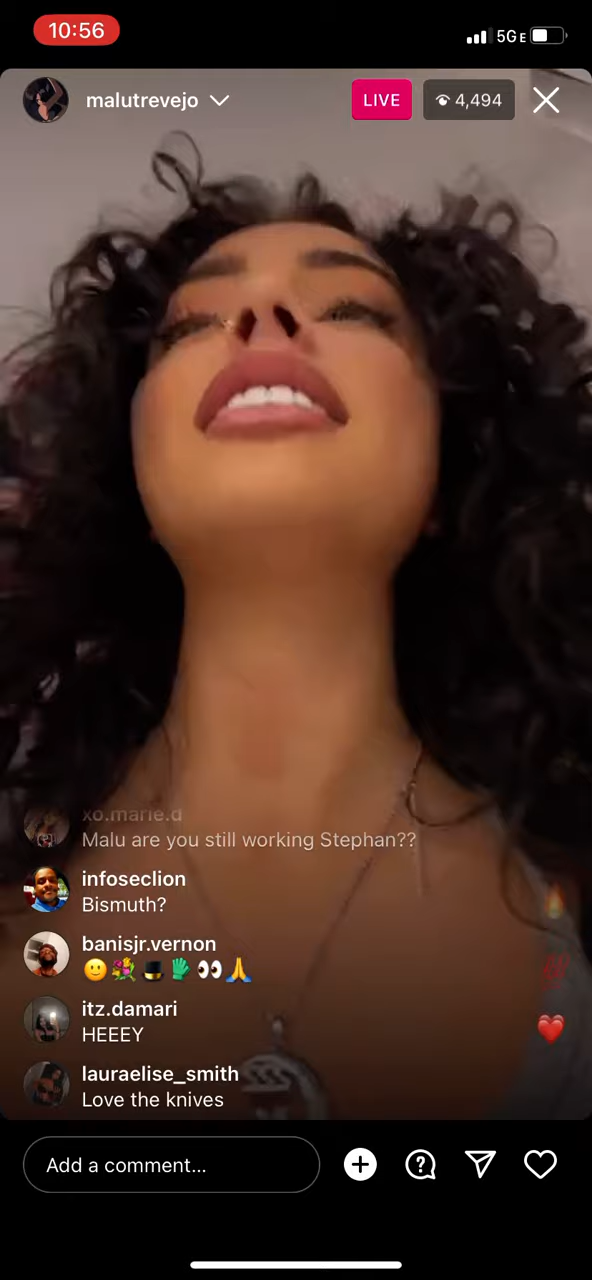 10:56
5GE
malutrevejo
LIVE
4,494
xo.marie.d
Malu are you still working Stephan??
infoseclion
Bismuth?
banisjr.vernon
🙂💐🎩🧤👀🙏
itz.damari
HEEEY
lauraelise_smith
Love the knives
Add a comment...